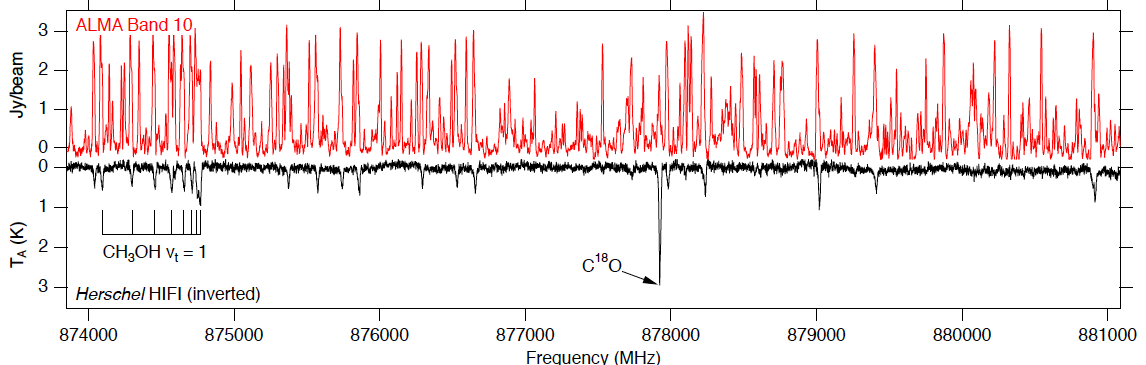 ALMA Band 10
Jy/beam
3
2
1
0
0
1
2
3
T_A (K)
CH₃OH ν_t = 1
C¹⁸O
Herschel HIFI (inverted)
874000 875000 876000 877000 878000 879000 880000 881000
Frequency (MHz)